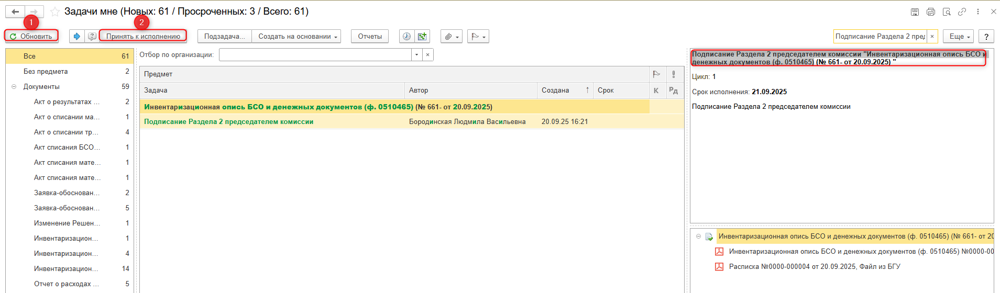 Задачи мне (Новых: 61 / Просроченных: 3 / Всего: 61)
1
2
Обновить
Принять к исполнению
Подзадача...
Создать на основании
Отчеты
Подписание Раздела 2 пред
Еще
?
Все 61
Без предмета 2
Документы 59
Акт о результатах ... 2
Акт о списании ма... 1
Акт о списании тр... 4
Акт списания БСО... 1
Акт списания мате... 1
Акт списания мате... 1
Заявка-обоснован... 2
Заявка-обоснован... 5
Изменение Решен... 1
Инвентаризацион... 1
Инвентаризацион... 4
Инвентаризацион... 14
Отчет о расходах ... 5
Отбор по организации:
Предмет
Задача Автор Создана ↑ Срок К Рд
Инвентаризационная опись БСО и денежных документов (ф. 0510465) (№ 661- от 20.09.2025)
Подписание Раздела 2 председателем комиссии Бородинская Людмила Васильевна 20.09.25 16:21
Подписание Раздела 2 председателем комиссии "Инвентаризационная опись БСО и
денежных документов (ф. 0510465) (№ 661- от 20.09.2025) "
Цикл: 1
Срок исполнения: 21.09.2025
Подписание Раздела 2 председателем комиссии
Инвентаризационная опись БСО и денежных документов (ф. 0510465) (№ 661- от 20
Инвентаризационная опись БСО и денежных документов (ф. 0510465) №0000-00
Расписка №0000-000004 от 20.09.2025, Файл из БГУ